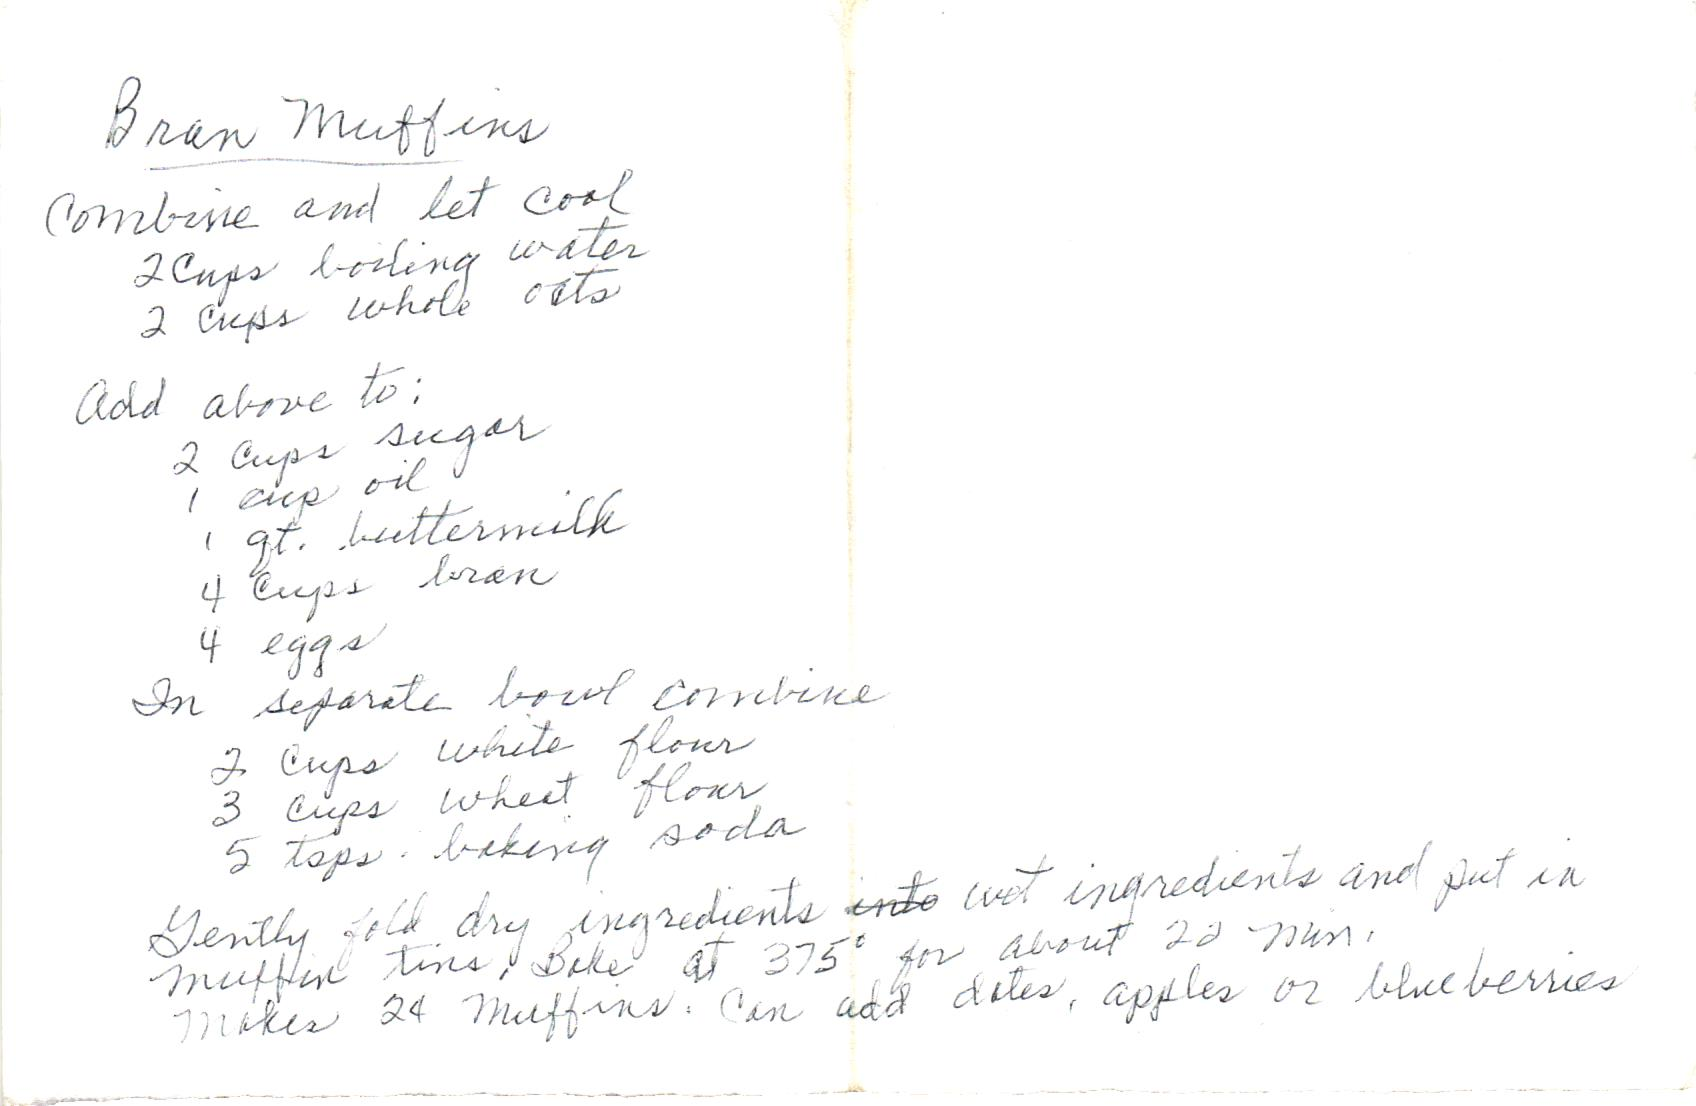 Bran Muffins
Combine and let cool
2 Cups boiling water
2 cups whole oats
Add above to:
2 cups sugar
1 cup oil
1 qt. buttermilk
4 cups bran
4 eggs
In separate bowl combine
2 cups white flour
3 cups wheat flour
5 tsps. baking soda
Gently fold dry ingredients into wet ingredients and put in
muffin tins. Bake at 375° for about 20 min.
Makes 24 muffins. Can add dates, apples or blueberries